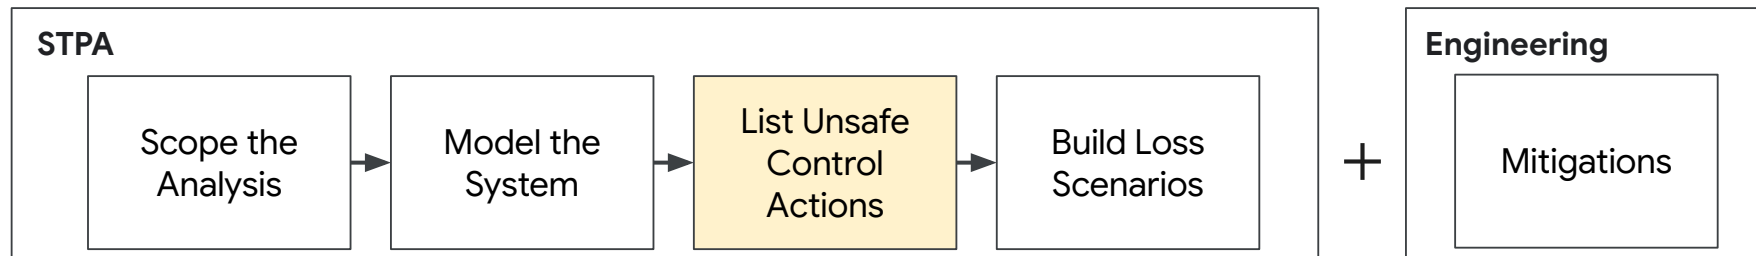 STPA
Scope the
Analysis
Model the
System
List Unsafe
Control
Actions
Build Loss
Scenarios
+
Engineering
Mitigations